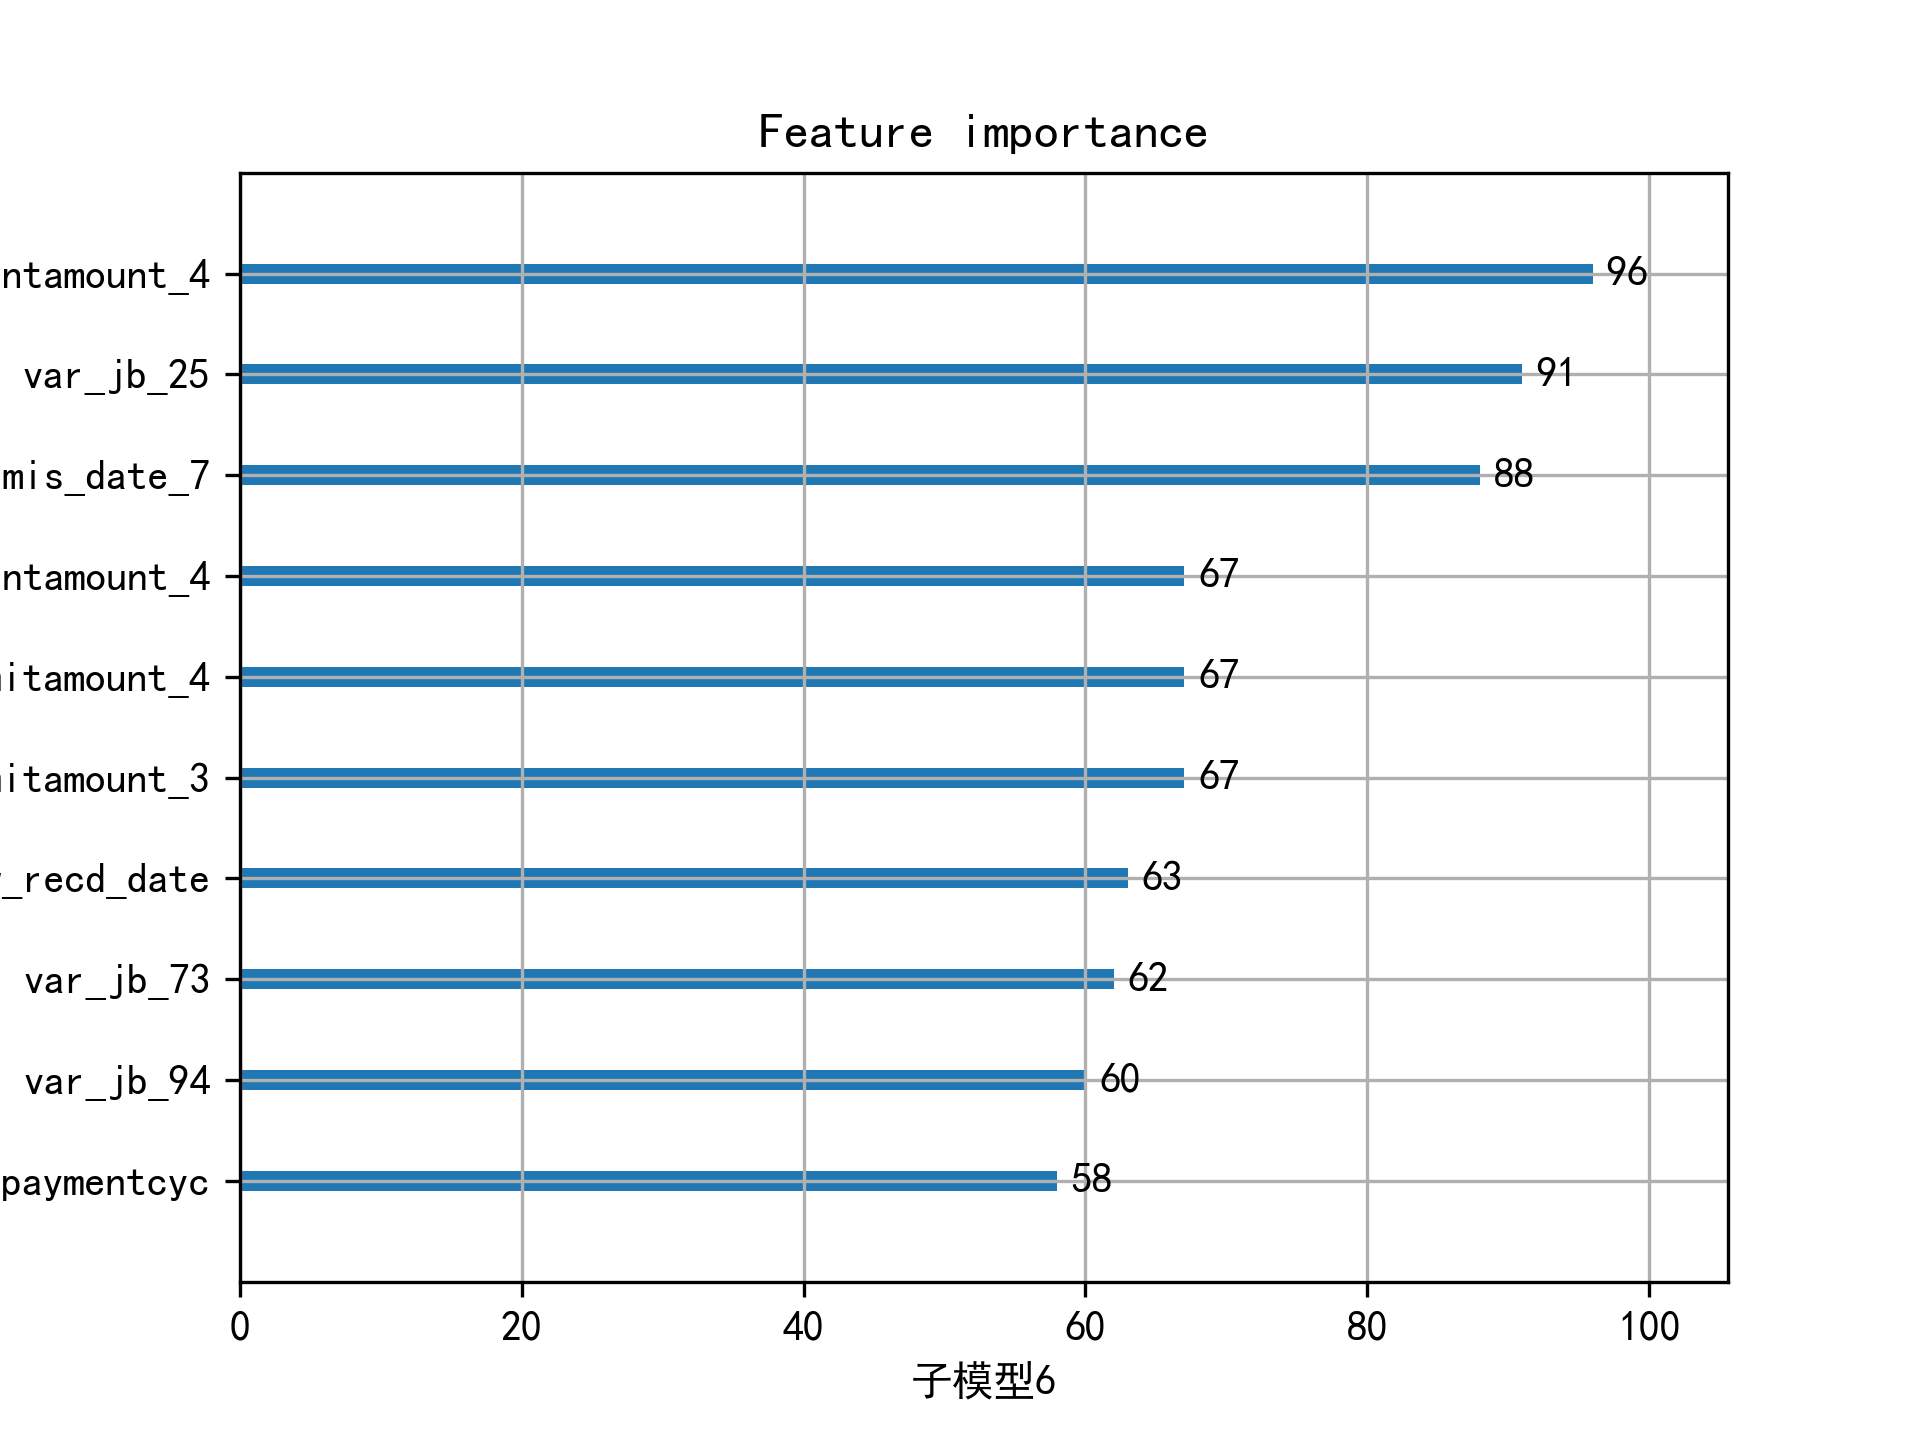 Feature importance
ntamount_4 96
var_jb_25 91
mis_date_7 88
ntamount_4 67
itamount_4 67
itamount_3 67
_recd_date 63
var_jb_73 62
var_jb_94 60
paymentcyc 58
0 20 40 60 80 100
子模型6